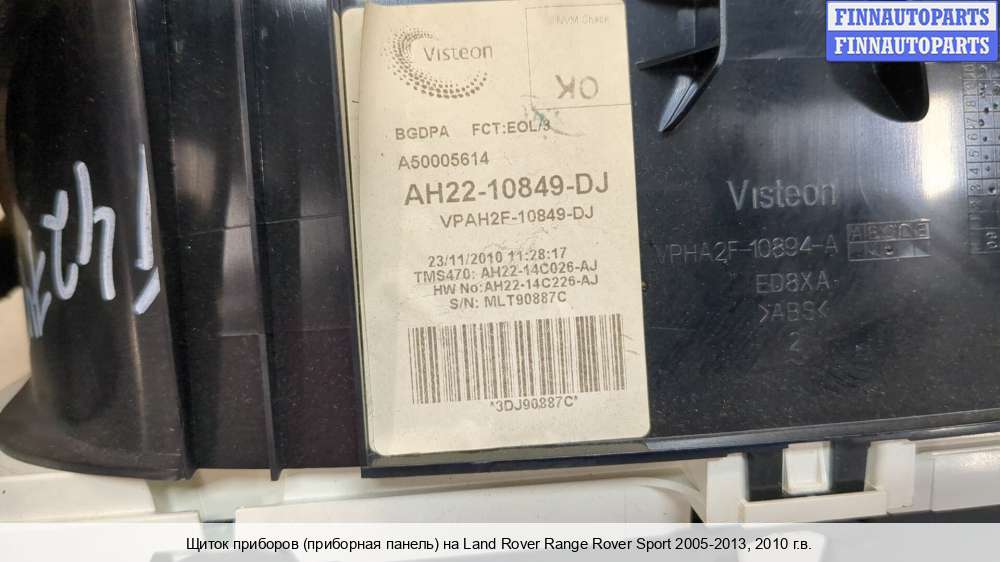 FINNAUTOPARTS
FINNAUTOPARTS
NVM Check
Visteon
OK
BGDPA FCT:EOL/3
A50005614
AH22-10849-DJ
VPAH2F-10849-DJ
23/11/2010 11:28:17
TMS470: AH22-14C026-AJ
HW No:AH22-14C226-AJ
S/N: MLT90887C
*3DJ90887C*
Visteon
VPHA2F-10894-A
ED8XA
>ABS<
2
Щиток приборов (приборная панель) на Land Rover Range Rover Sport 2005-2013, 2010 г.в.